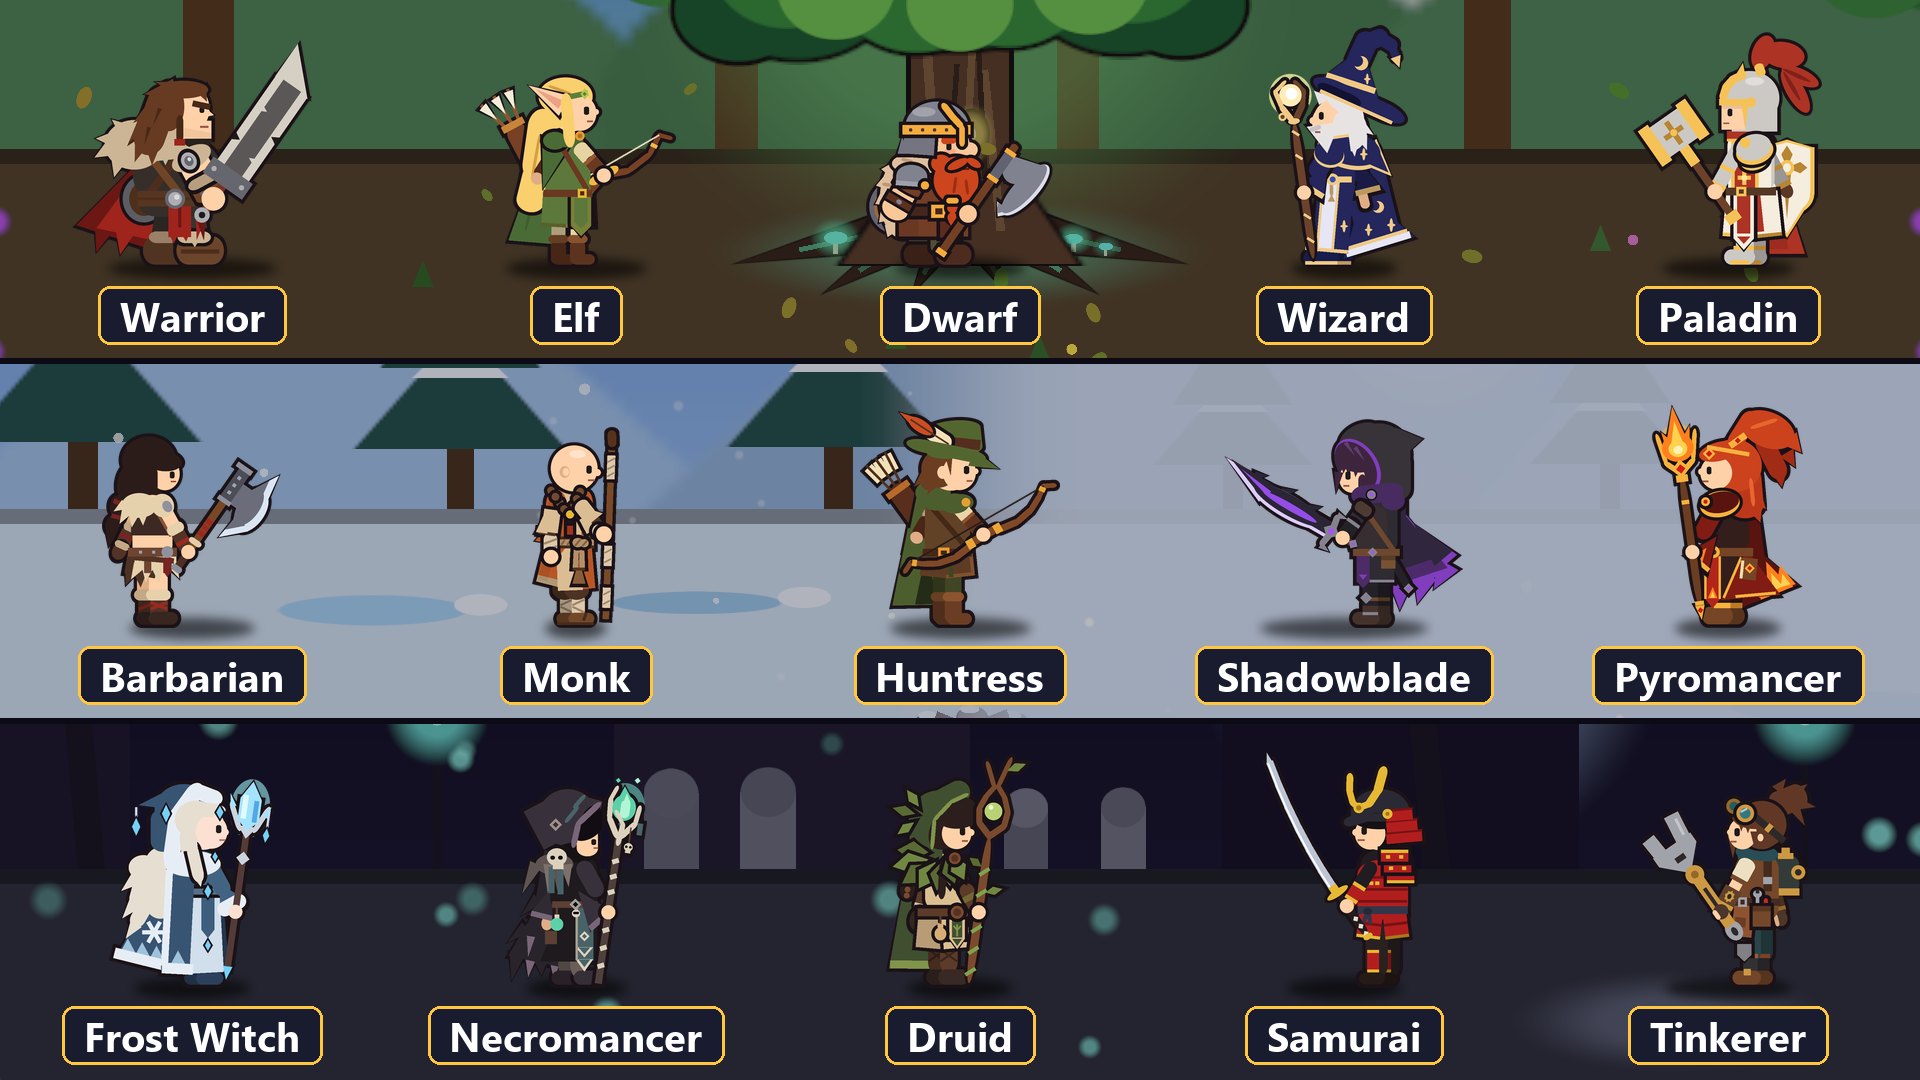 Warrior
Elf
Dwarf
Wizard
Paladin
Barbarian
Monk
Huntress
Shadowblade
Pyromancer
Frost Witch
Necromancer
Druid
Samurai
Tinkerer